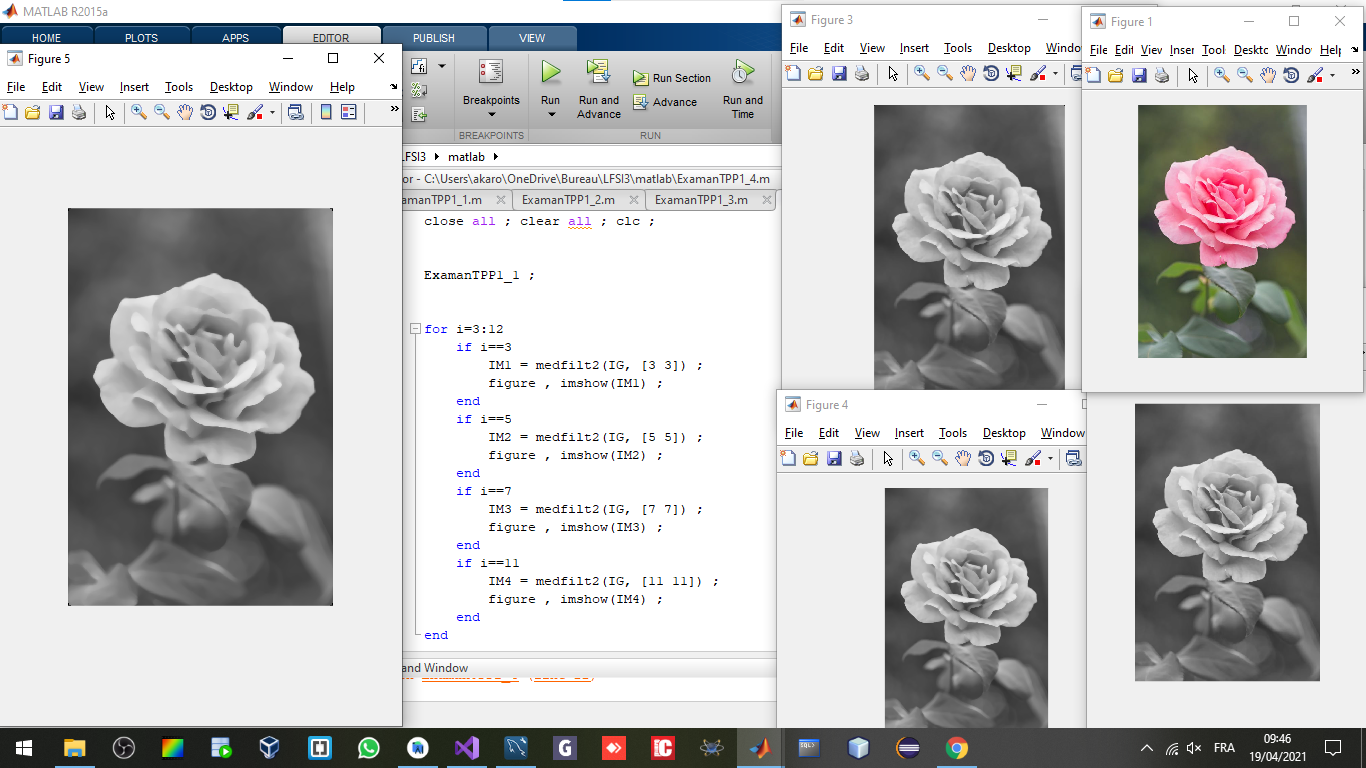 MATLAB R2015a
HOME PLOTS APPS EDITOR PUBLISH VIEW
Figure 5
File Edit View Insert Tools Desktop Window Help
Breakpoints
Run
Run and Advance
Run Section
Advance
Run and Time
BREAKPOINTS RUN
LFSI3 matlab
or - C:\Users\akaro\OneDrive\Bureau\LFSI3\matlab\ExamanTPP1_4.m
amanTPP1_1.m ExamanTPP1_2.m ExamanTPP1_3.m
close all ; clear all ; clc ;
ExamanTPP1_1 ;
for i=3:12
if i==3
IM1 = medfilt2(IG, [3 3]) ;
figure , imshow(IM1) ;
end
if i==5
IM2 = medfilt2(IG, [5 5]) ;
figure , imshow(IM2) ;
end
if i==7
IM3 = medfilt2(IG, [7 7]) ;
figure , imshow(IM3) ;
end
if i==11
IM4 = medfilt2(IG, [11 11]) ;
figure , imshow(IM4) ;
end
end
and Window
Figure 3
File Edit View Insert Tools Desktop Windo
Figure 1
File Edi View Inser Tool Deskto Windo Help
Figure 4
File Edit View Insert Tools Desktop Window
FRA
09:46
19/04/2021